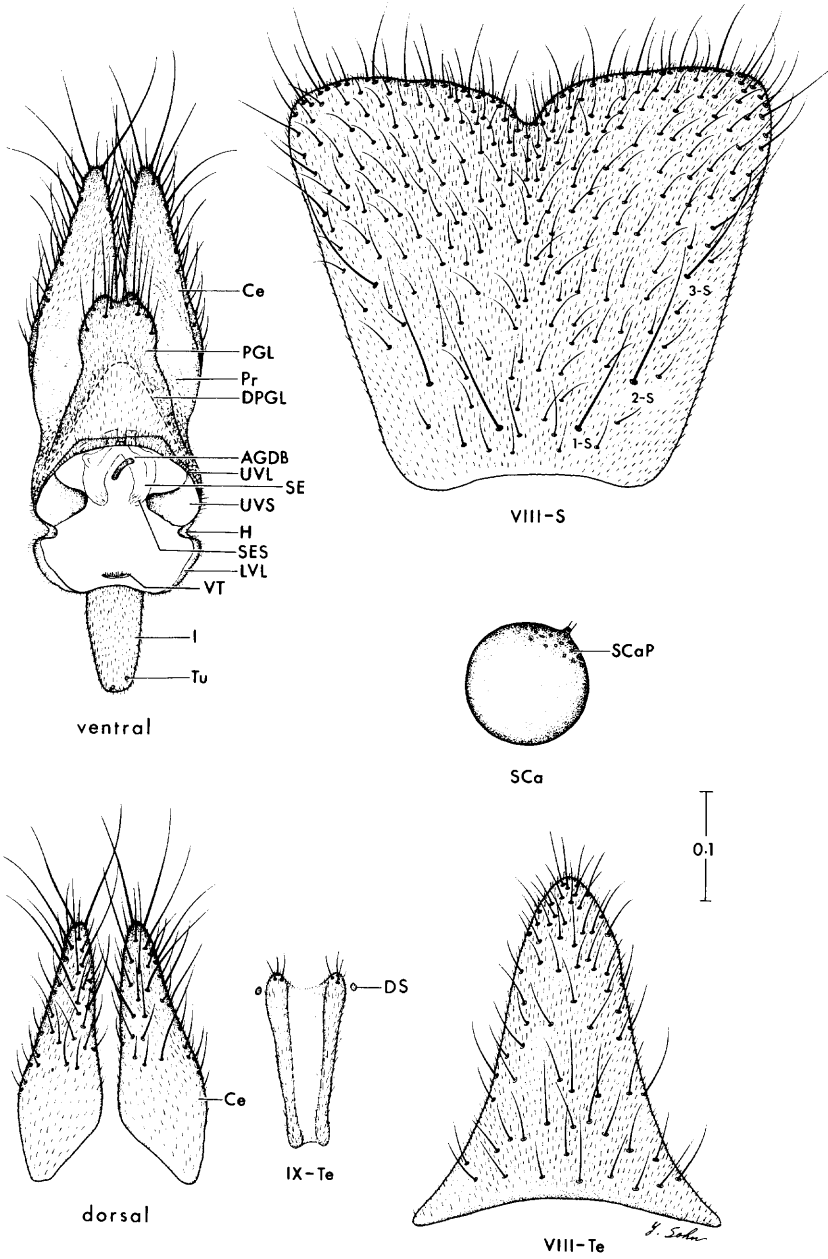 Ce
PGL
Pr
DPGL
AGDB
UVL
SE
UVS
H
SES
LVL
VT
I
Tu
ventral
3-S
2-S
1-S
VIII-S
SCaP
SCa
0.1
DS
Ce
IX-Te
dorsal
VIII-Te
Y. Sohn